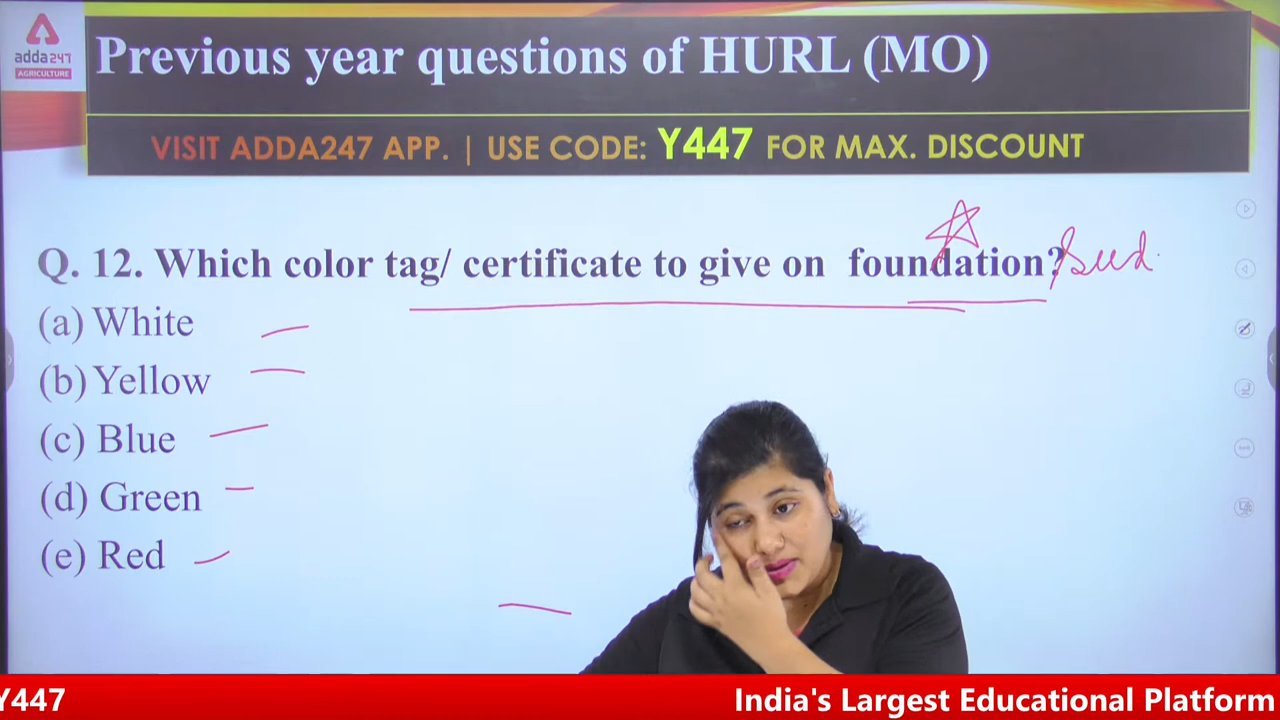 adda247
AGRICULTURE
Previous year questions of HURL (MO)
VISIT ADDA247 APP. | USE CODE: Y447 FOR MAX. DISCOUNT
Q. 12. Which color tag/ certificate to give on foundation? seed
(a) White
(b) Yellow
(c) Blue
(d) Green
(e) Red
Y447
India's Largest Educational Platform